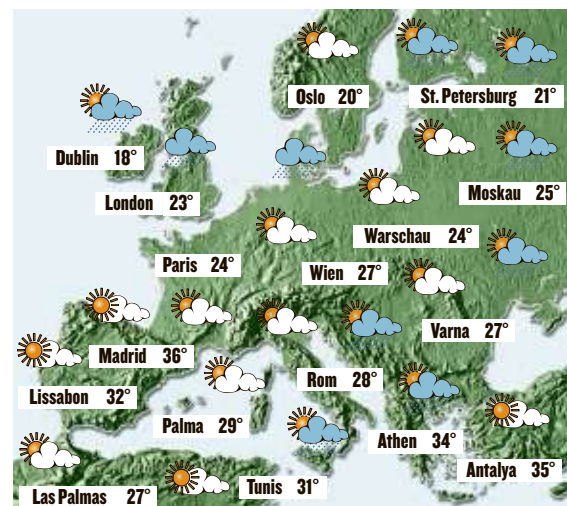 Oslo 20°
St. Petersburg 21°
Dublin 18°
London 23°
Moskau 25°
Warschau 24°
Paris 24°
Wien 27°
Varna 27°
Madrid 36°
Lissabon 32°
Rom 28°
Palma 29°
Athen 34°
Antalya 35°
Las Palmas 27°
Tunis 31°